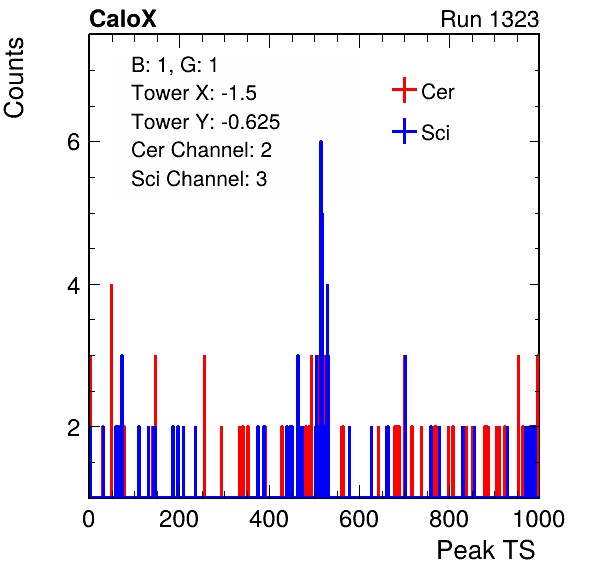 CaloX Run 1323
Counts
B: 1, G: 1
Tower X: -1.5
Tower Y: -0.625
Cer Channel: 2
Sci Channel: 3
Cer
Sci
6
4
2
0 200 400 600 800 1000
Peak TS